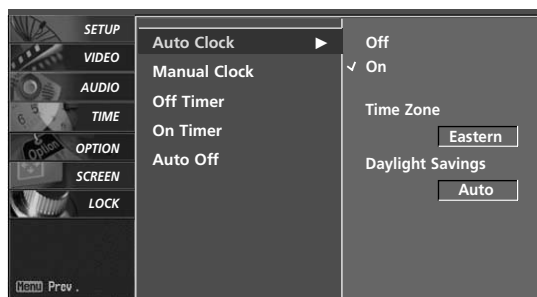 SETUP
VIDEO
AUDIO
TIME
OPTION
SCREEN
LOCK
Menu Prev.
Auto Clock
Manual Clock
Off Timer
On Timer
Auto Off
Off
On
Time Zone
Eastern
Daylight Savings
Auto